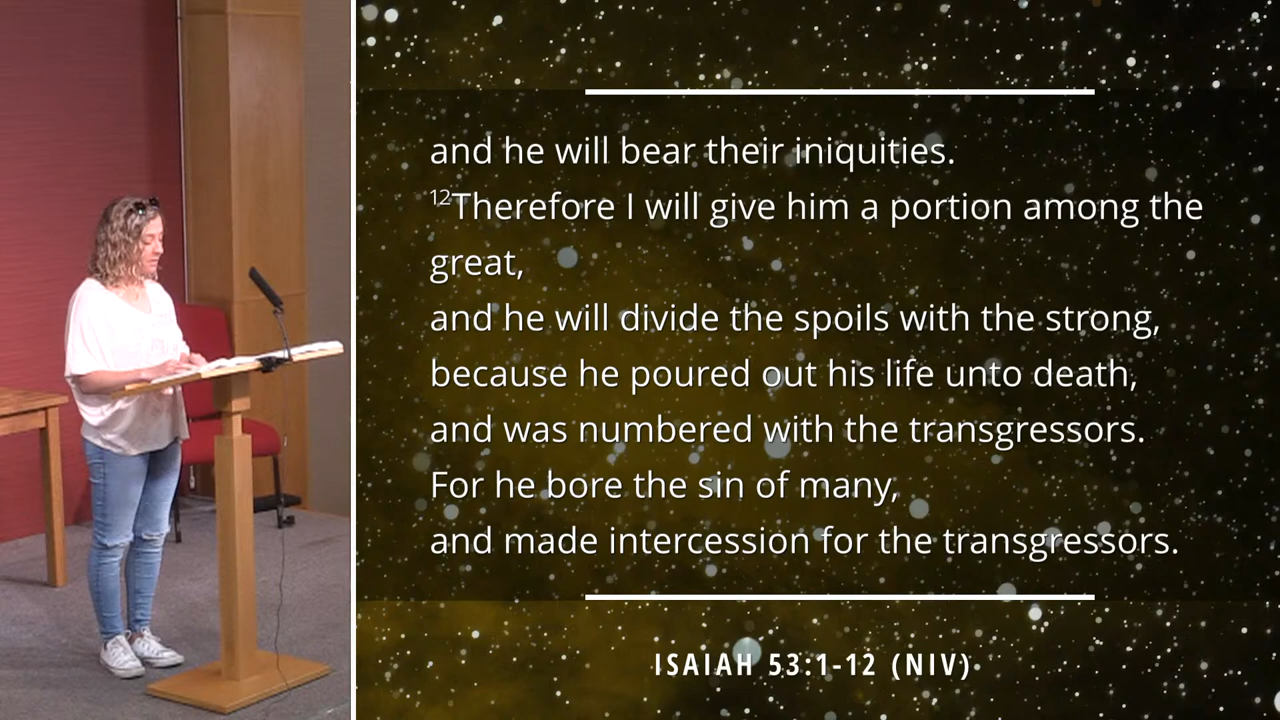 and he will bear their iniquities.
12Therefore I will give him a portion among the
great,
and he will divide the spoils with the strong,
because he poured out his life unto death,
and was numbered with the transgressors.
For he bore the sin of many,
and made intercession for the transgressors.
ISAIAH 53:1-12 (NIV)